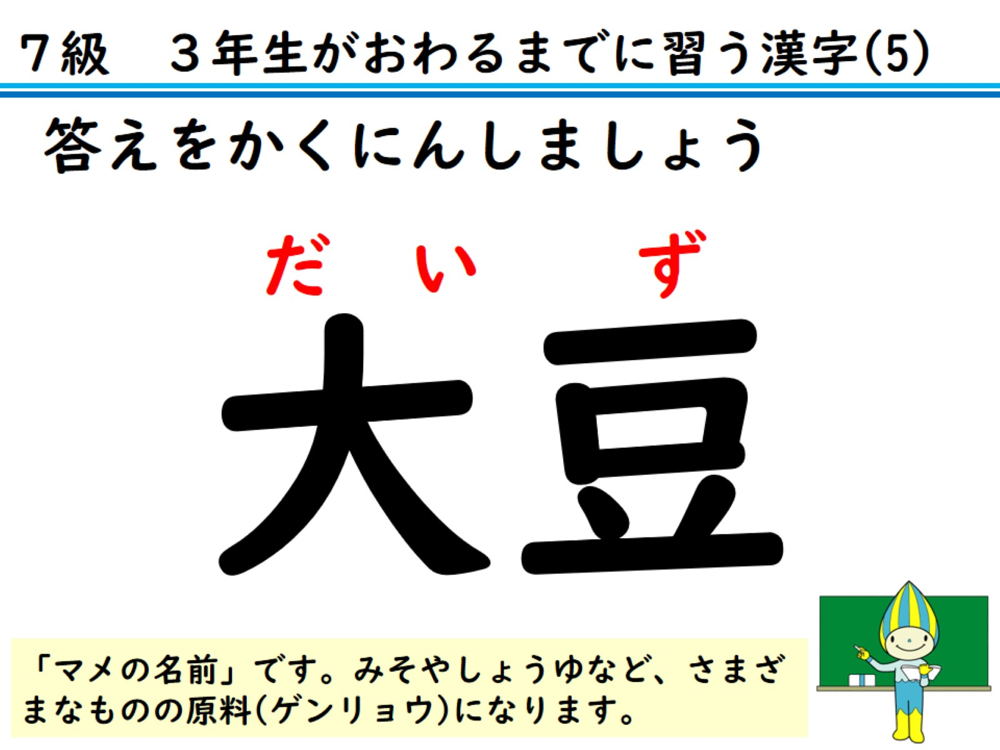 ７級　３年生がおわるまでに習う漢字(5)
答えをかくにんしましょう
だい　ず
大豆
「マメの名前」です。みそやしょうゆなど、さまざ
まなものの原料(ゲンリョウ)になります。